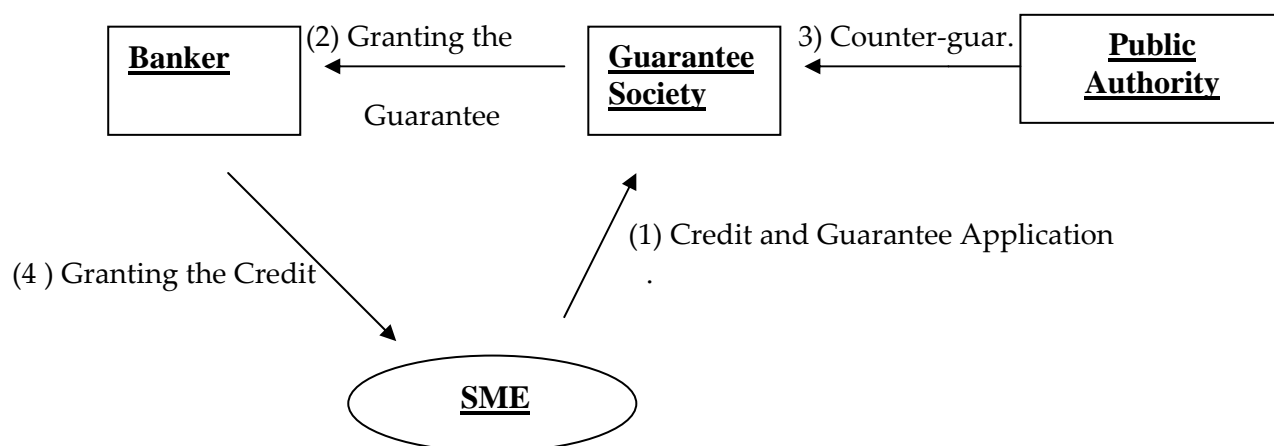 Banker
(2) Granting the
Guarantee
Guarantee
Society
3) Counter-guar.
Public
Authority
(1) Credit and Guarantee Application
.
(4 ) Granting the Credit
SME